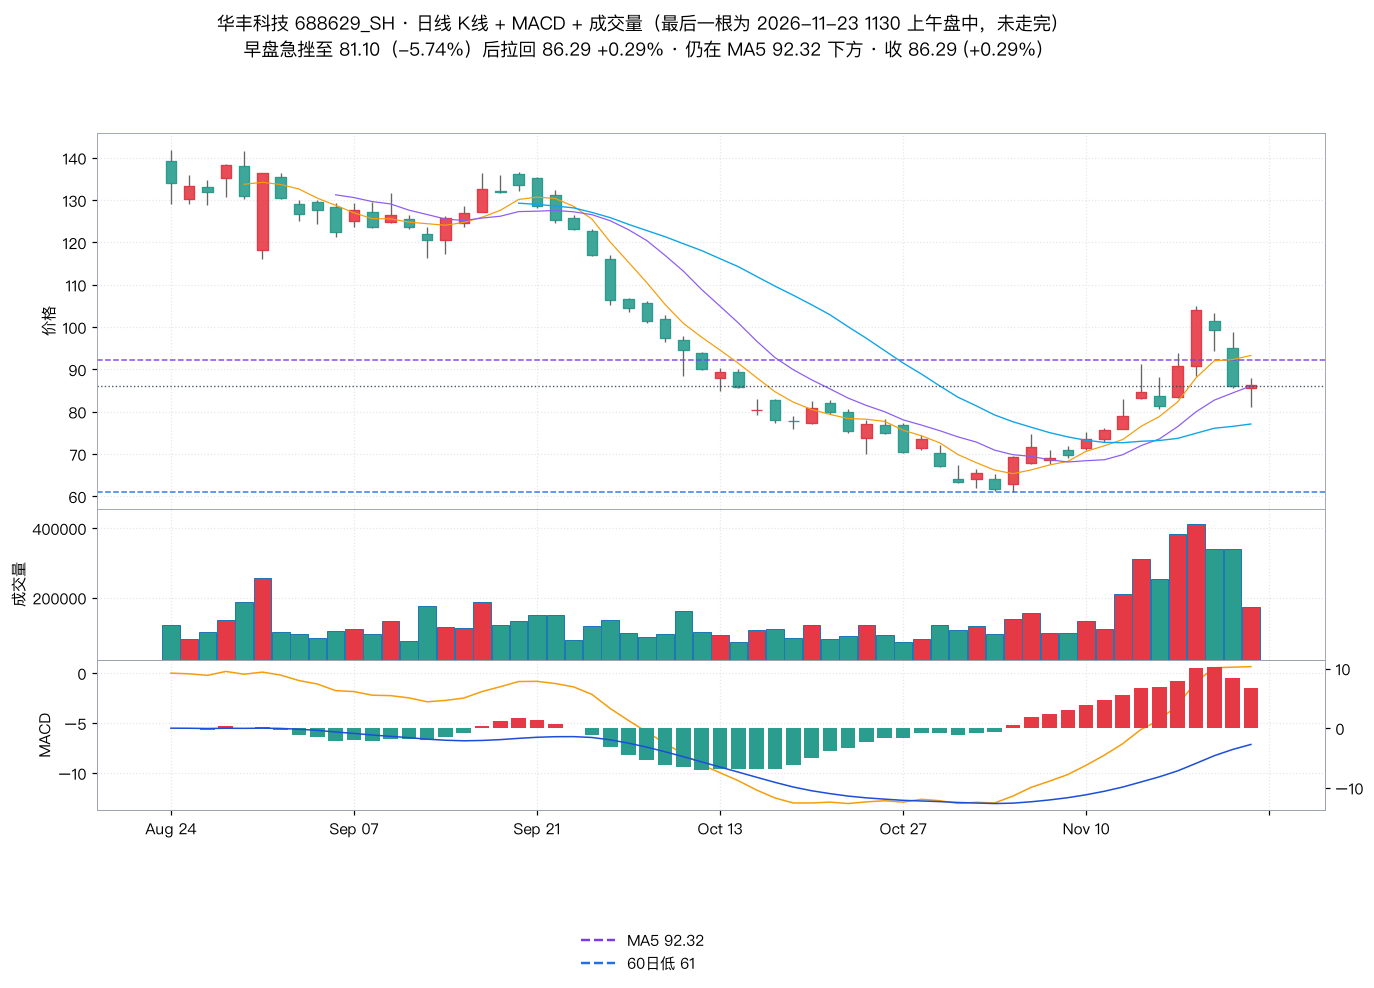 华丰科技 688629_SH · 日线 K线 + MACD + 成交量（最后一根为 2026−11−23 1130 上午盘中，未走完）
早盘急挫至 81.10（−5.74%）后拉回 86.29 +0.29% · 仍在 MA5 92.32 下方 · 收 86.29 (+0.29%)
价格
140
130
120
110
100
90
80
70
60
成交量
400000
200000
MACD
0
−5
−10
10
0
−10
Aug 24
Sep 07
Sep 21
Oct 13
Oct 27
Nov 10
MA5 92.32
60日低 61